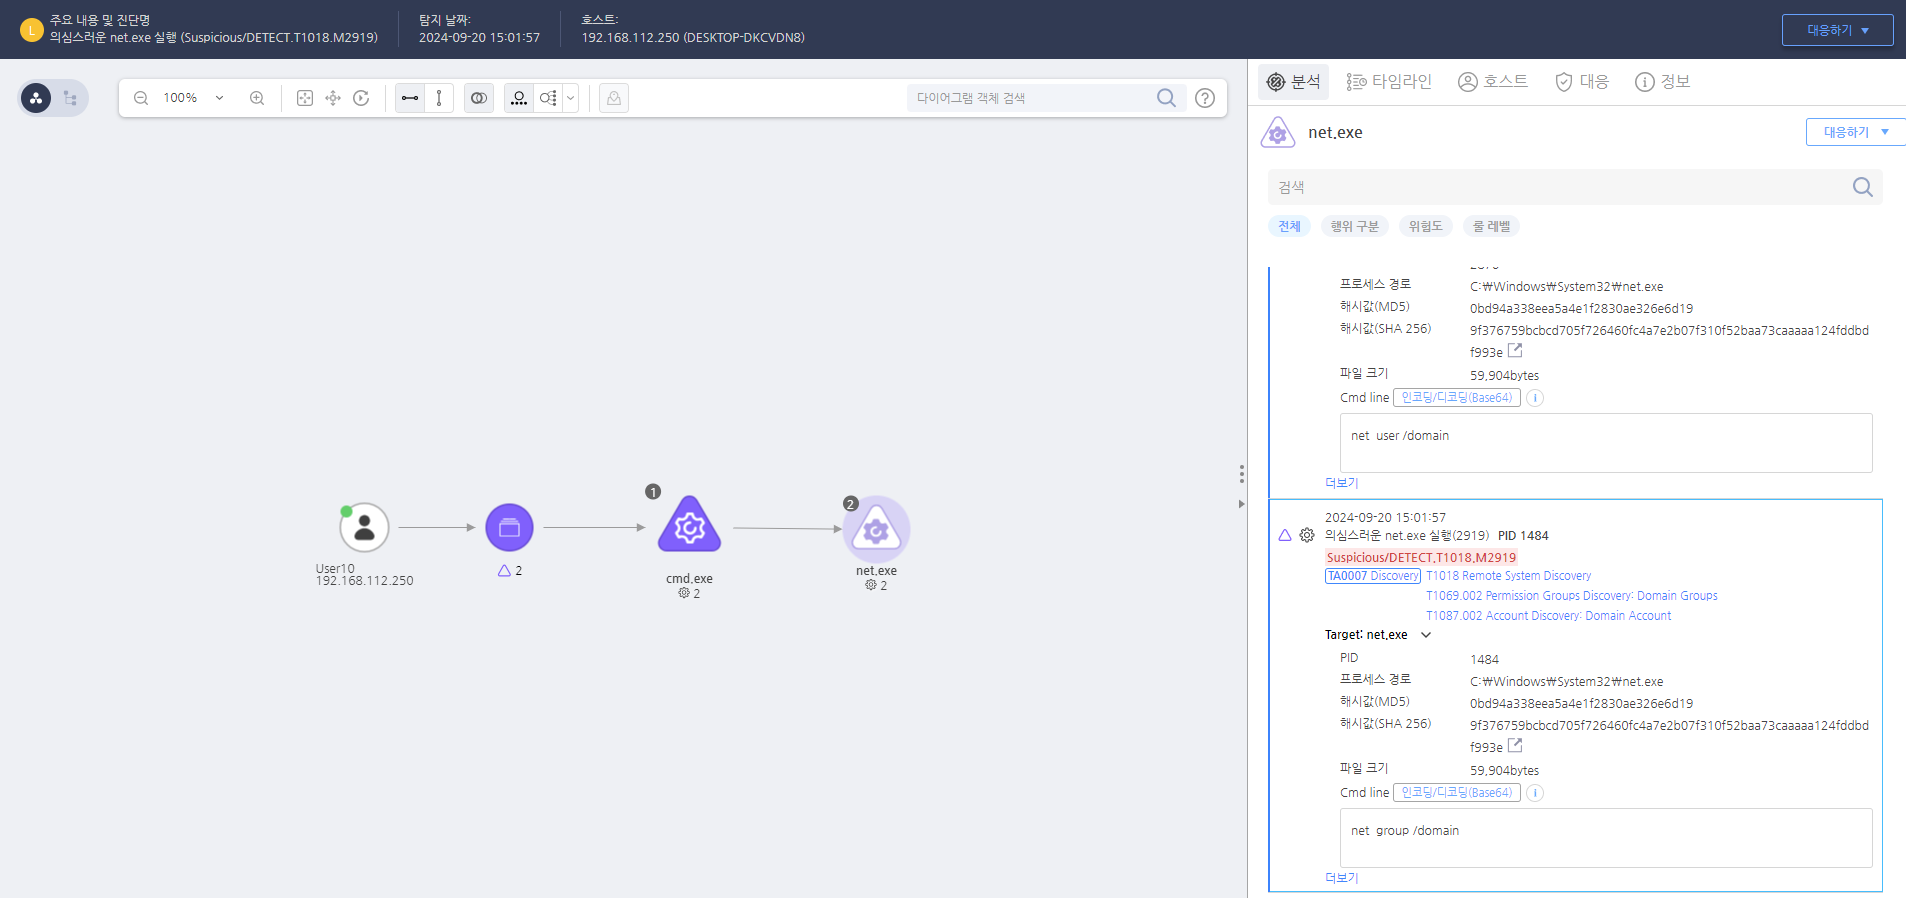 L
주요 내용 및 진단명
의심스러운 net.exe 실행 (Suspicious/DETECT.T1018.M2919)
탐지 날짜:
2024-09-20 15:01:57
호스트:
192.168.112.250 (DESKTOP-DKCVDN8)
대응하기
100%
다이어그램 객체 검색
User10
192.168.112.250
2
1
cmd.exe
2
2
net.exe
2
분석
타임라인
호스트
대응
정보
net.exe
대응하기
검색
전체
행위 구분
위험도
룰 레벨
프로세스 경로
C:₩Windows₩System32₩net.exe
해시값(MD5)
0bd94a338eea5a4e1f2830ae326e6d19
해시값(SHA 256)
9f376759bcbcd705f726460fc4a7e2b07f310f52baa73caaaaa124fddbd
f993e
파일 크기
59,904bytes
Cmd line 인코딩/디코딩(Base64) i
net  user /domain
더보기
2024-09-20 15:01:57
의심스러운 net.exe 실행(2919) PID 1484
Suspicious/DETECT.T1018.M2919
TA0007 Discovery T1018 Remote System Discovery
T1069.002 Permission Groups Discovery: Domain Groups
T1087.002 Account Discovery: Domain Account
Target: net.exe
PID
1484
프로세스 경로
C:₩Windows₩System32₩net.exe
해시값(MD5)
0bd94a338eea5a4e1f2830ae326e6d19
해시값(SHA 256)
9f376759bcbcd705f726460fc4a7e2b07f310f52baa73caaaaa124fddbd
f993e
파일 크기
59,904bytes
Cmd line 인코딩/디코딩(Base64) i
net  group /domain
더보기